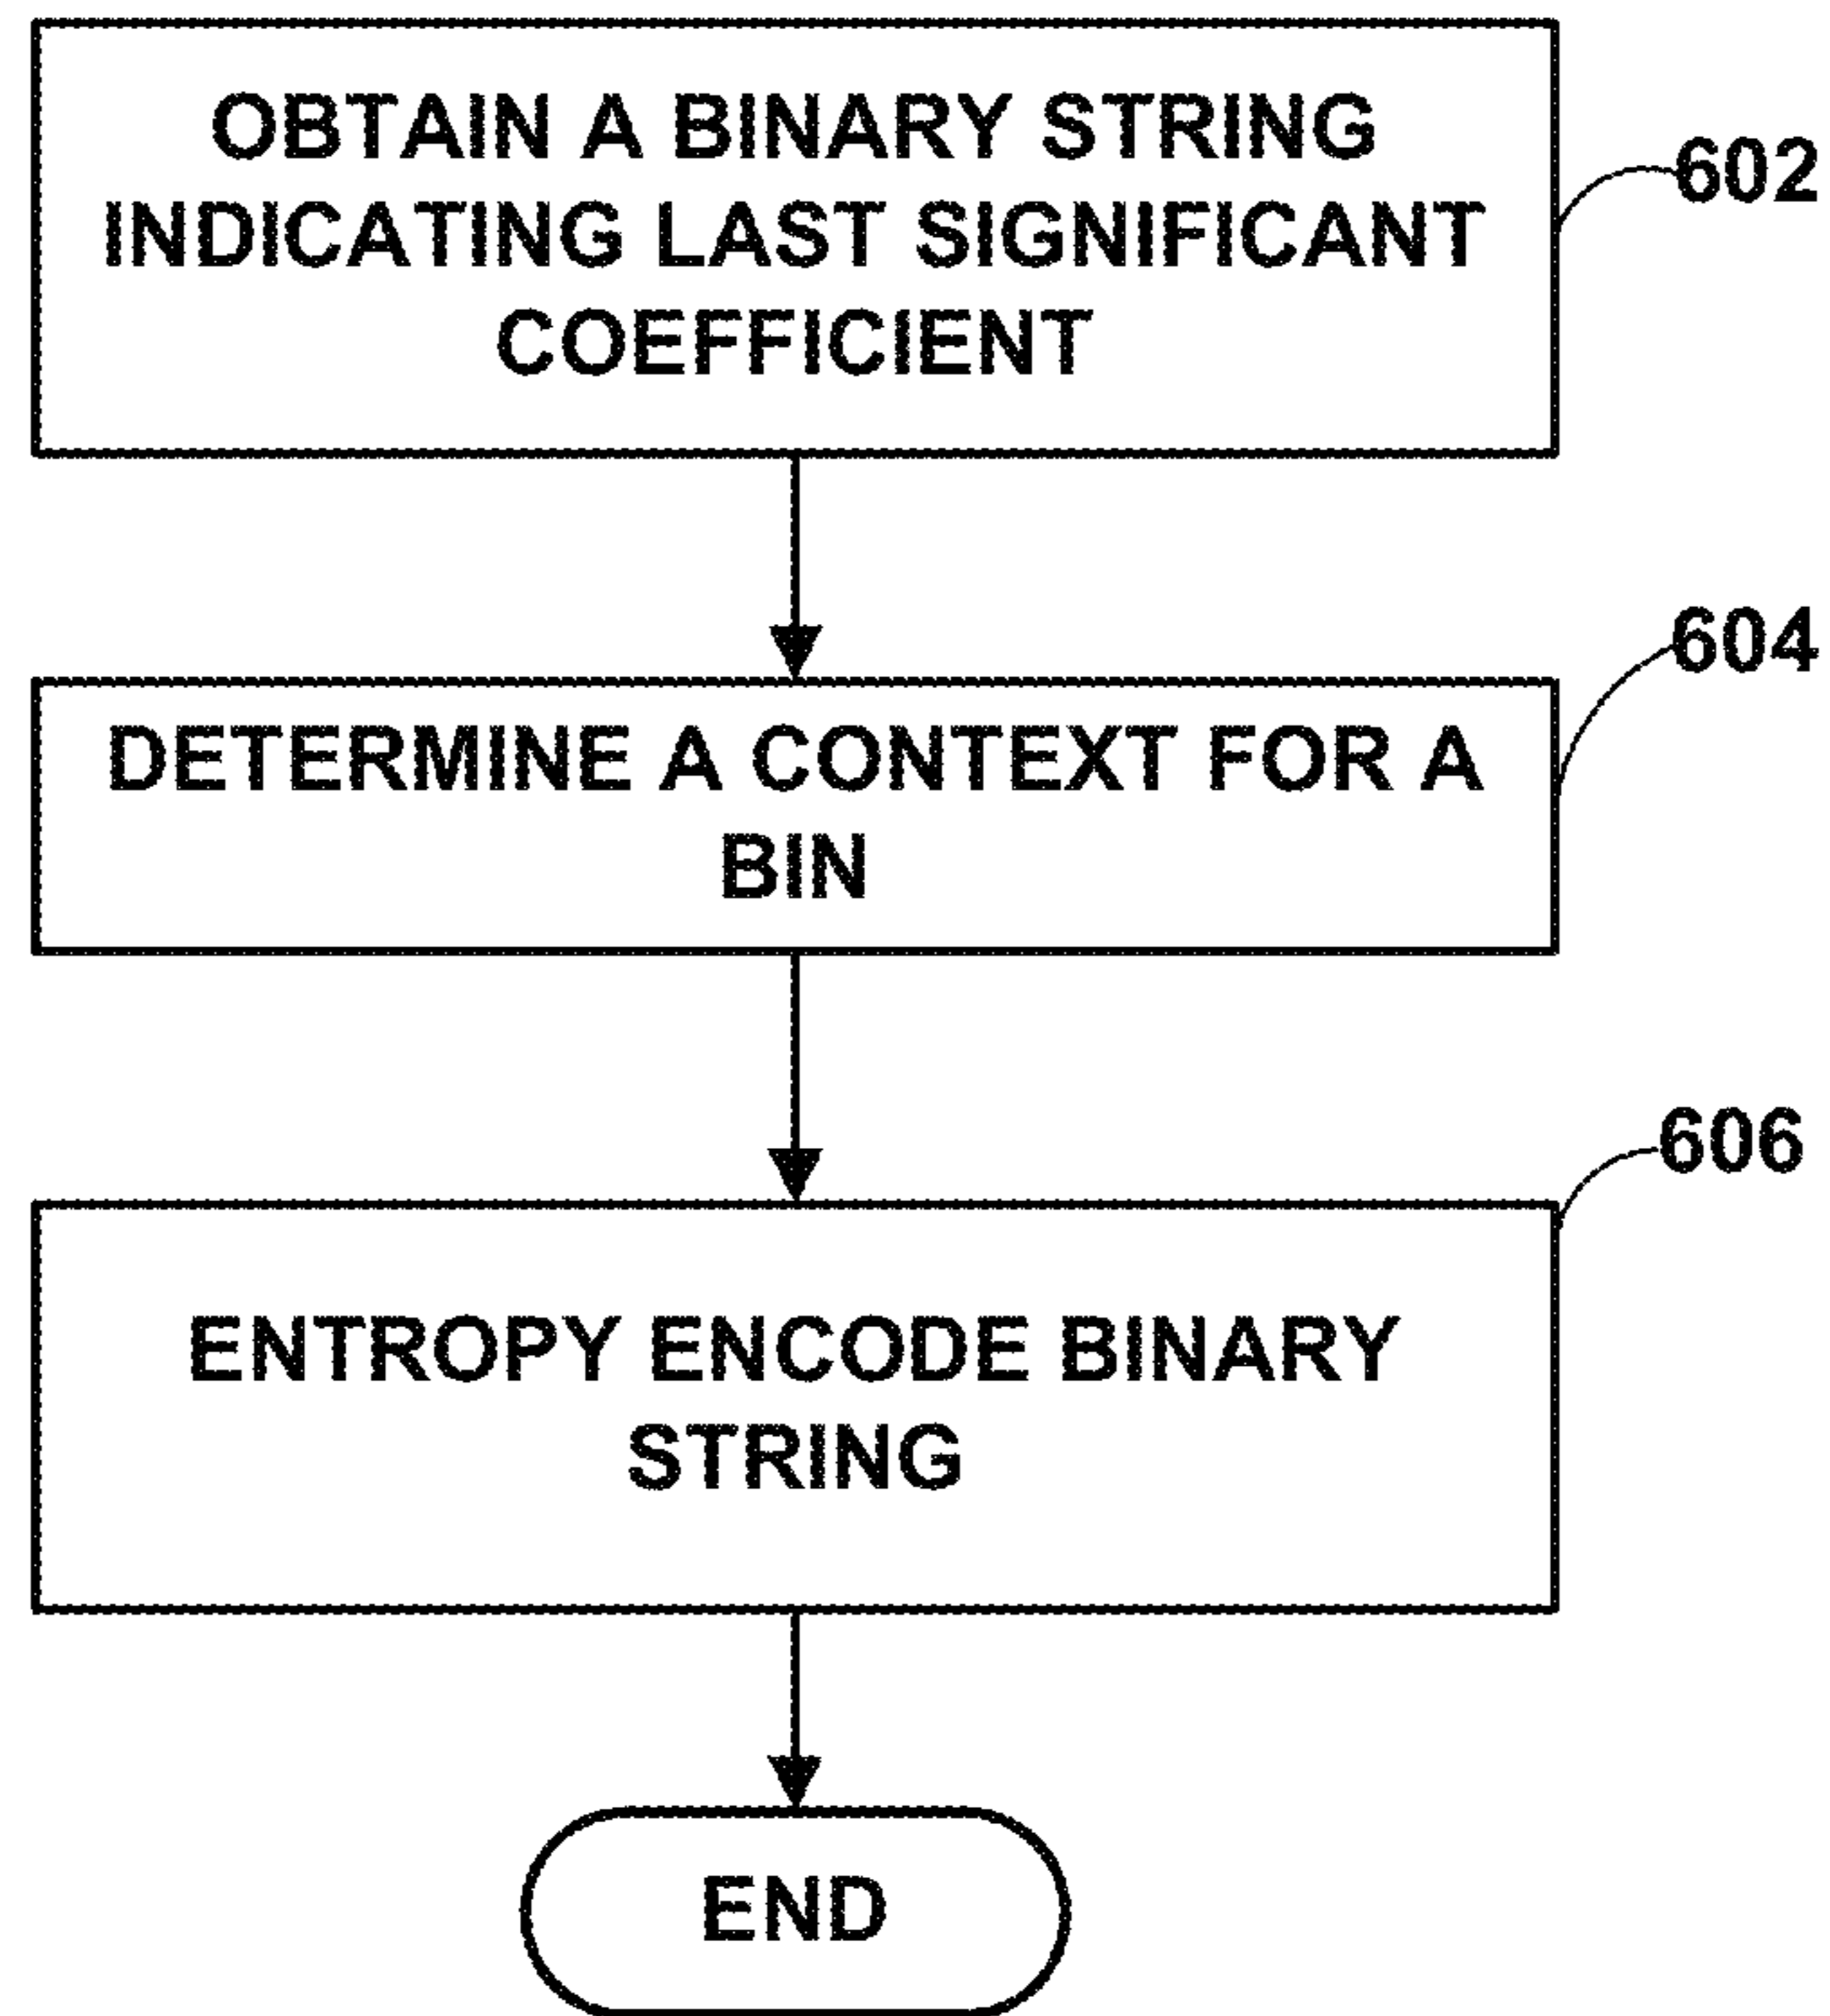 OBTAIN A BINARY STRING
INDICATING LAST SIGNIFICANT
COEFFICIENT
602
DETERMINE A CONTEXT FOR A
BIN
604
ENTROPY ENCODE BINARY
STRING
606
END